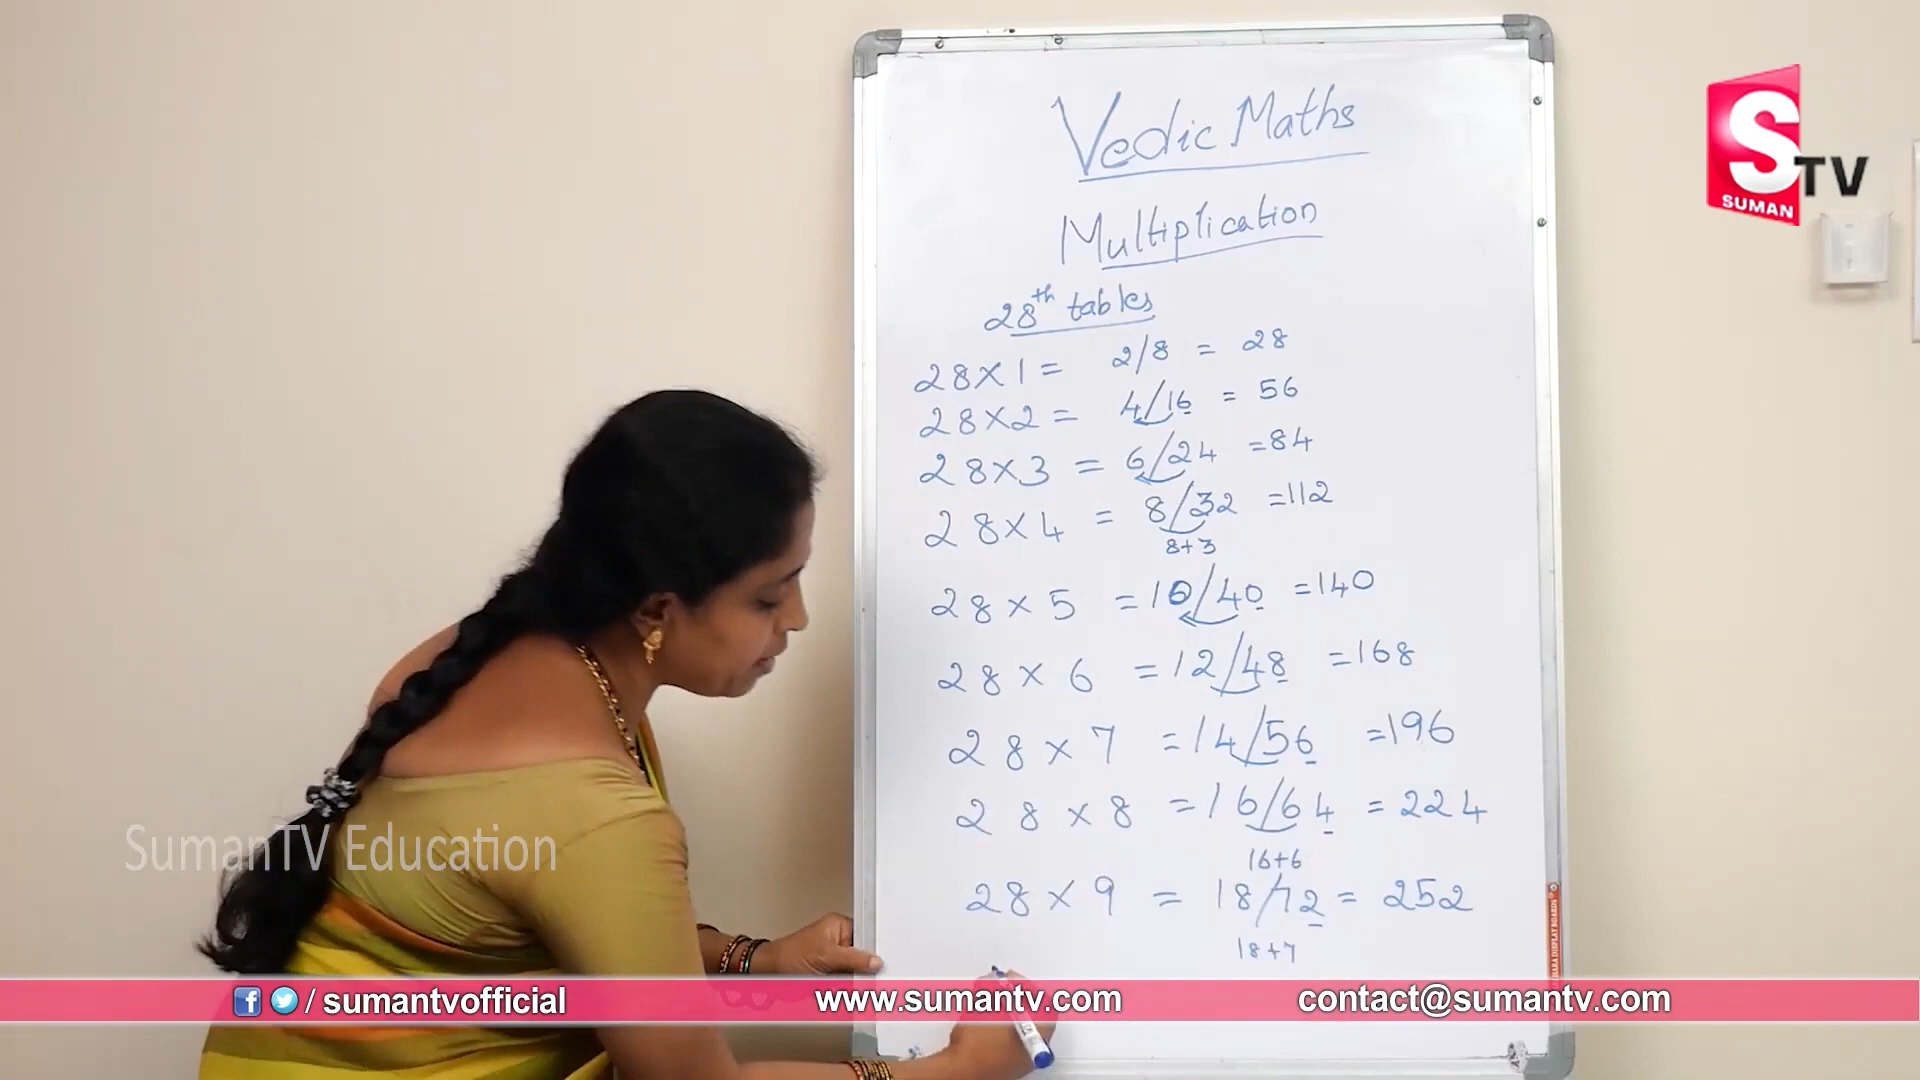 Vedic Maths
Multiplication
28th tables
28×1= 2/8 = 28
28×2= 4/16 = 56
28×3 = 6/24 =84
28×4 = 8/32 =112
8+3
28×5 =10/40 =140
28×6 =12/48 =168
28×7 =14/56 =196
28×8 =16/64 =224
16+6
28×9 = 18/72 = 252
18+7
S TV
SUMAN
SumanTV Education
/ sumantvofficial www.sumantv.com contact@sumantv.com